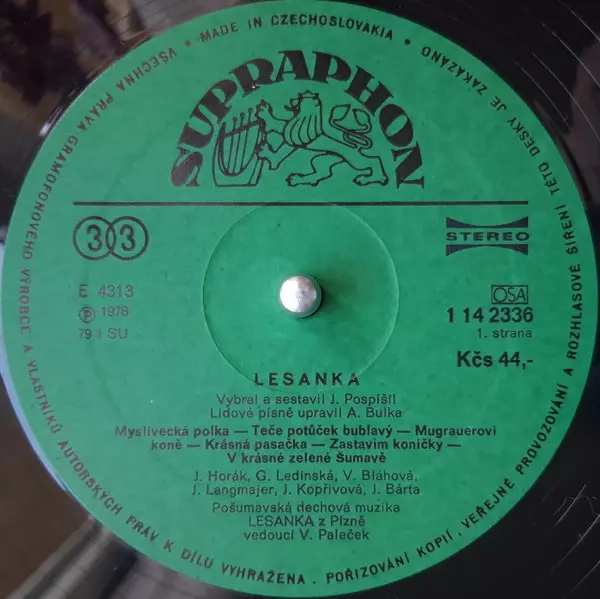 VŠECHNA PRÁVA GRAMOFONOVÉHO VÝROBCE A VLASTNÍKŮ AUTORSKÝCH PRÁV K DÍLU VYHRAŽENA . POŘIZOVÁNÍ KOPIÍ . VEŘEJNÉ PROVOZOVÁNÍ A ROZHLASOVÉ ŠÍŘENÍ TÉTO DESKY JE ZAKÁZÁNO • MADE IN CZECHOSLOVAKIA •
SUPRAPHON
33
STEREO
E 4313
Ⓟ 1978
79 1 SU
OSA
1 14 2336
1. strana
Kčs 44,-
LESANKA
Vybral a sestavil J. Pospíšil
Lidové písně upravil A. Bulka
Myslivecká polka — Teče potůček bublavý — Mugrauerovi
koně — Krásná pasačka — Zastavím koníčky —
V krásné zelené šumavě
J. Horák, G. Ledinská, V. Bláhová,
J. Langmajer, J. Kopřivová, J. Bárta
Pošumavská dechová muzika
LESANKA z Plzně
vedoucí V. Paleček